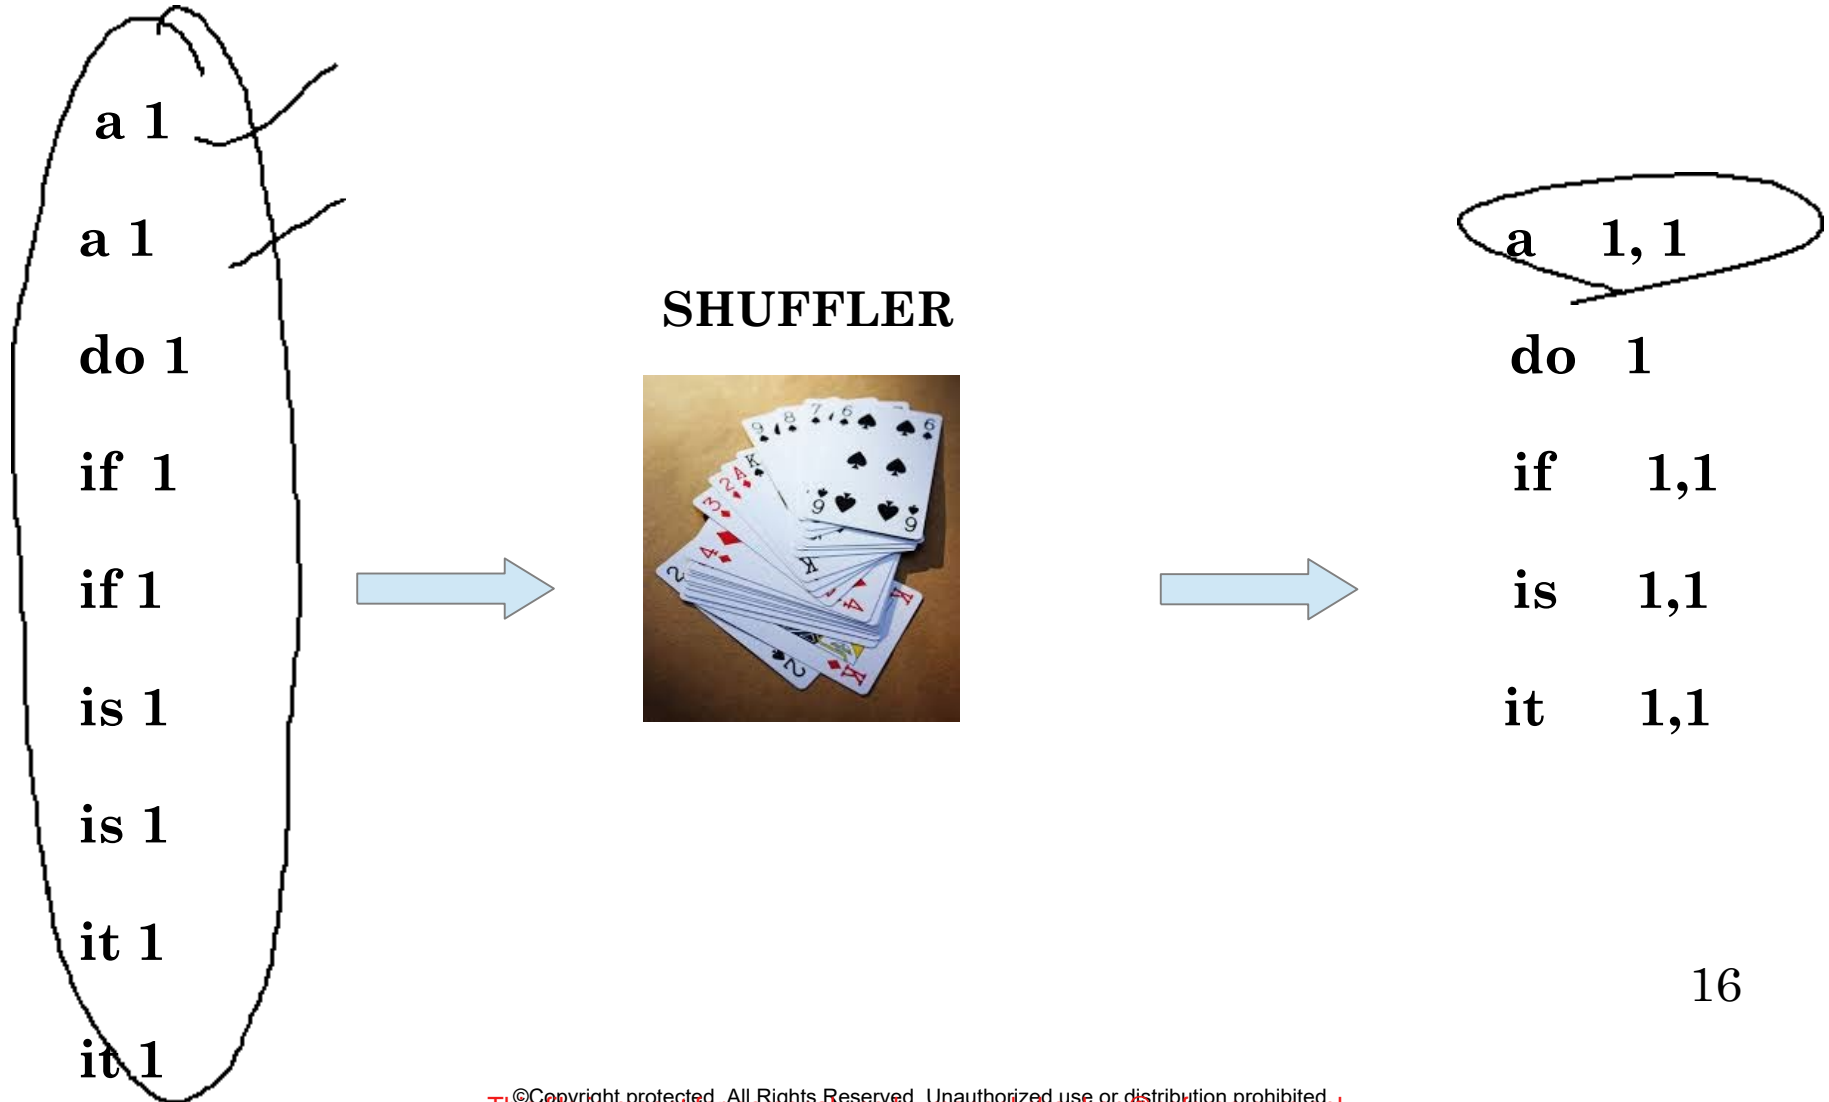 a 1
a 1
do 1
if 1
if 1
is 1
is 1
it 1
it 1
SHUFFLER
a 1, 1
do 1
if 1,1
is 1,1
it 1,1
16
©Copyright protected. All Rights Reserved. Unauthorized use or distribution prohibited.